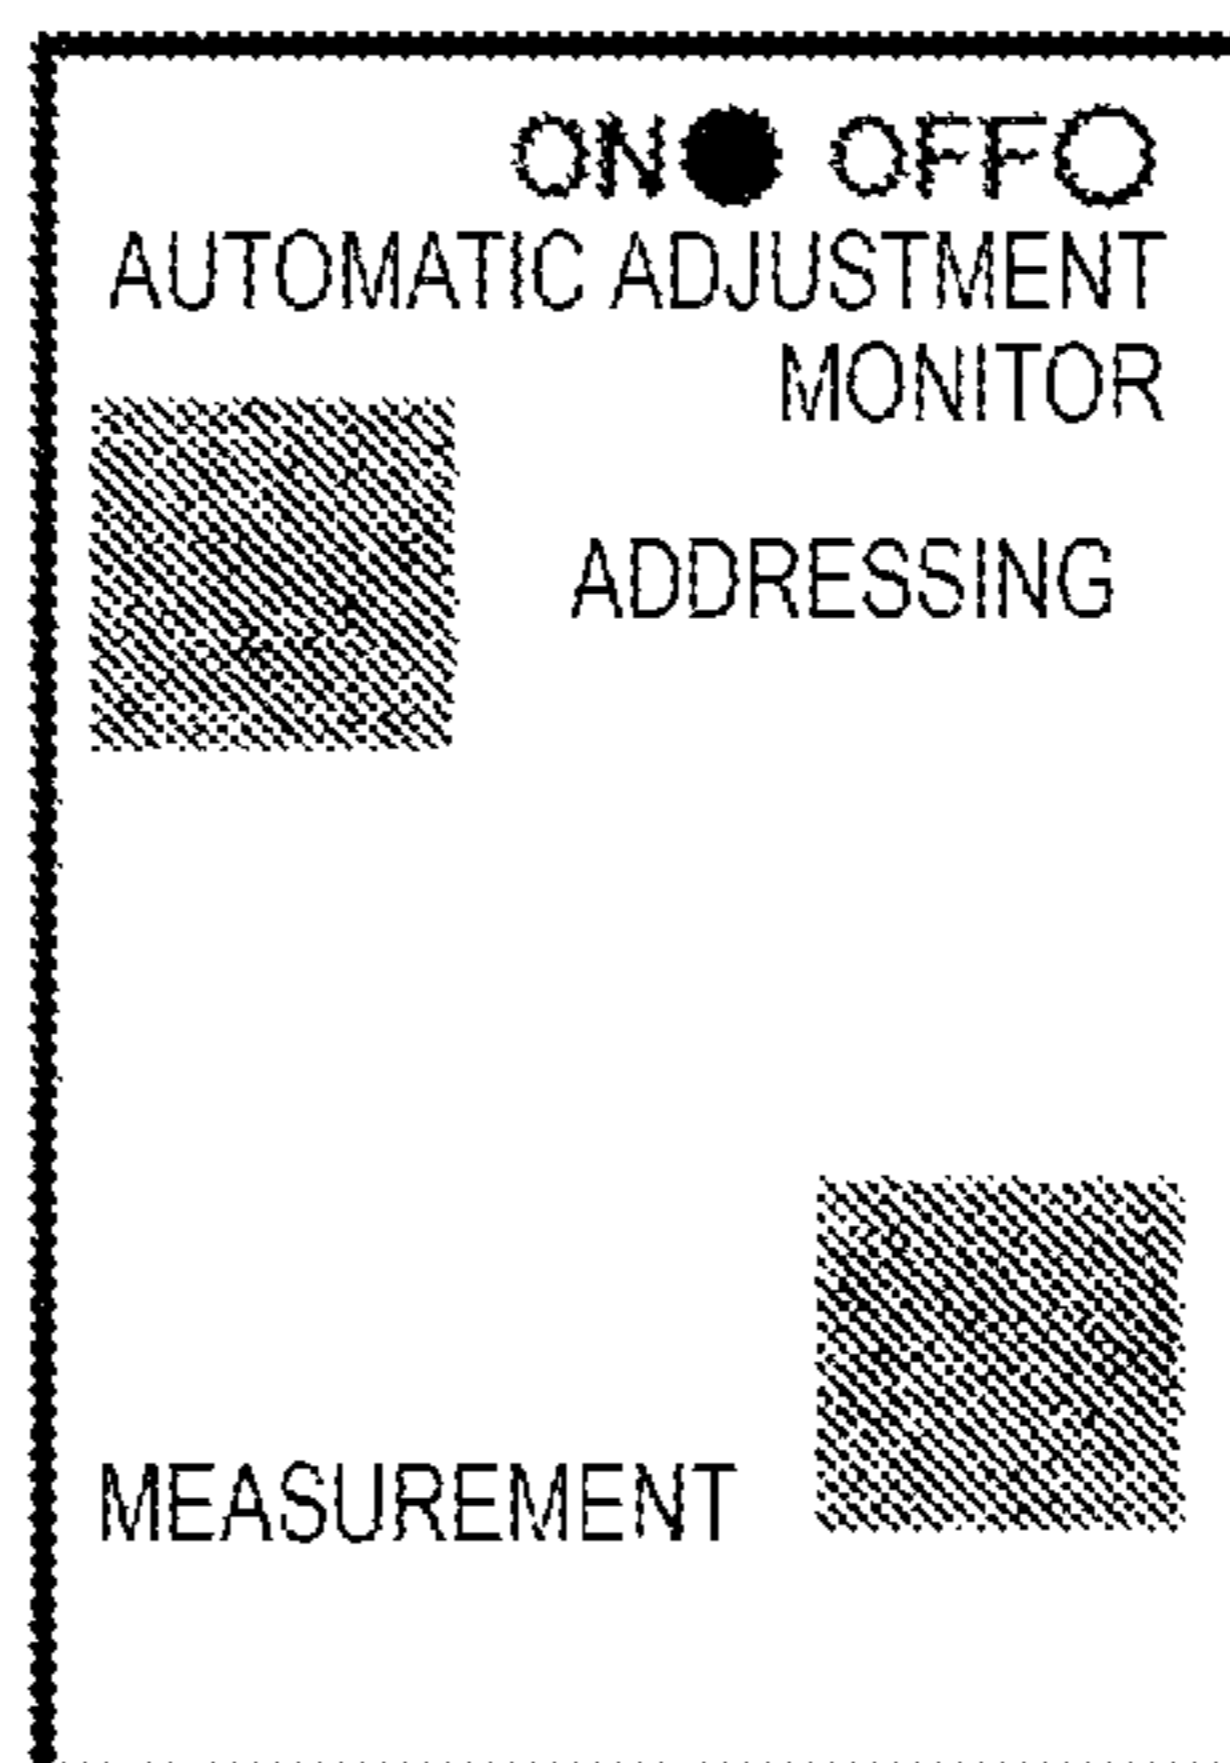 ON● OFF○
AUTOMATIC ADJUSTMENT
MONITOR
ADDRESSING
MEASUREMENT